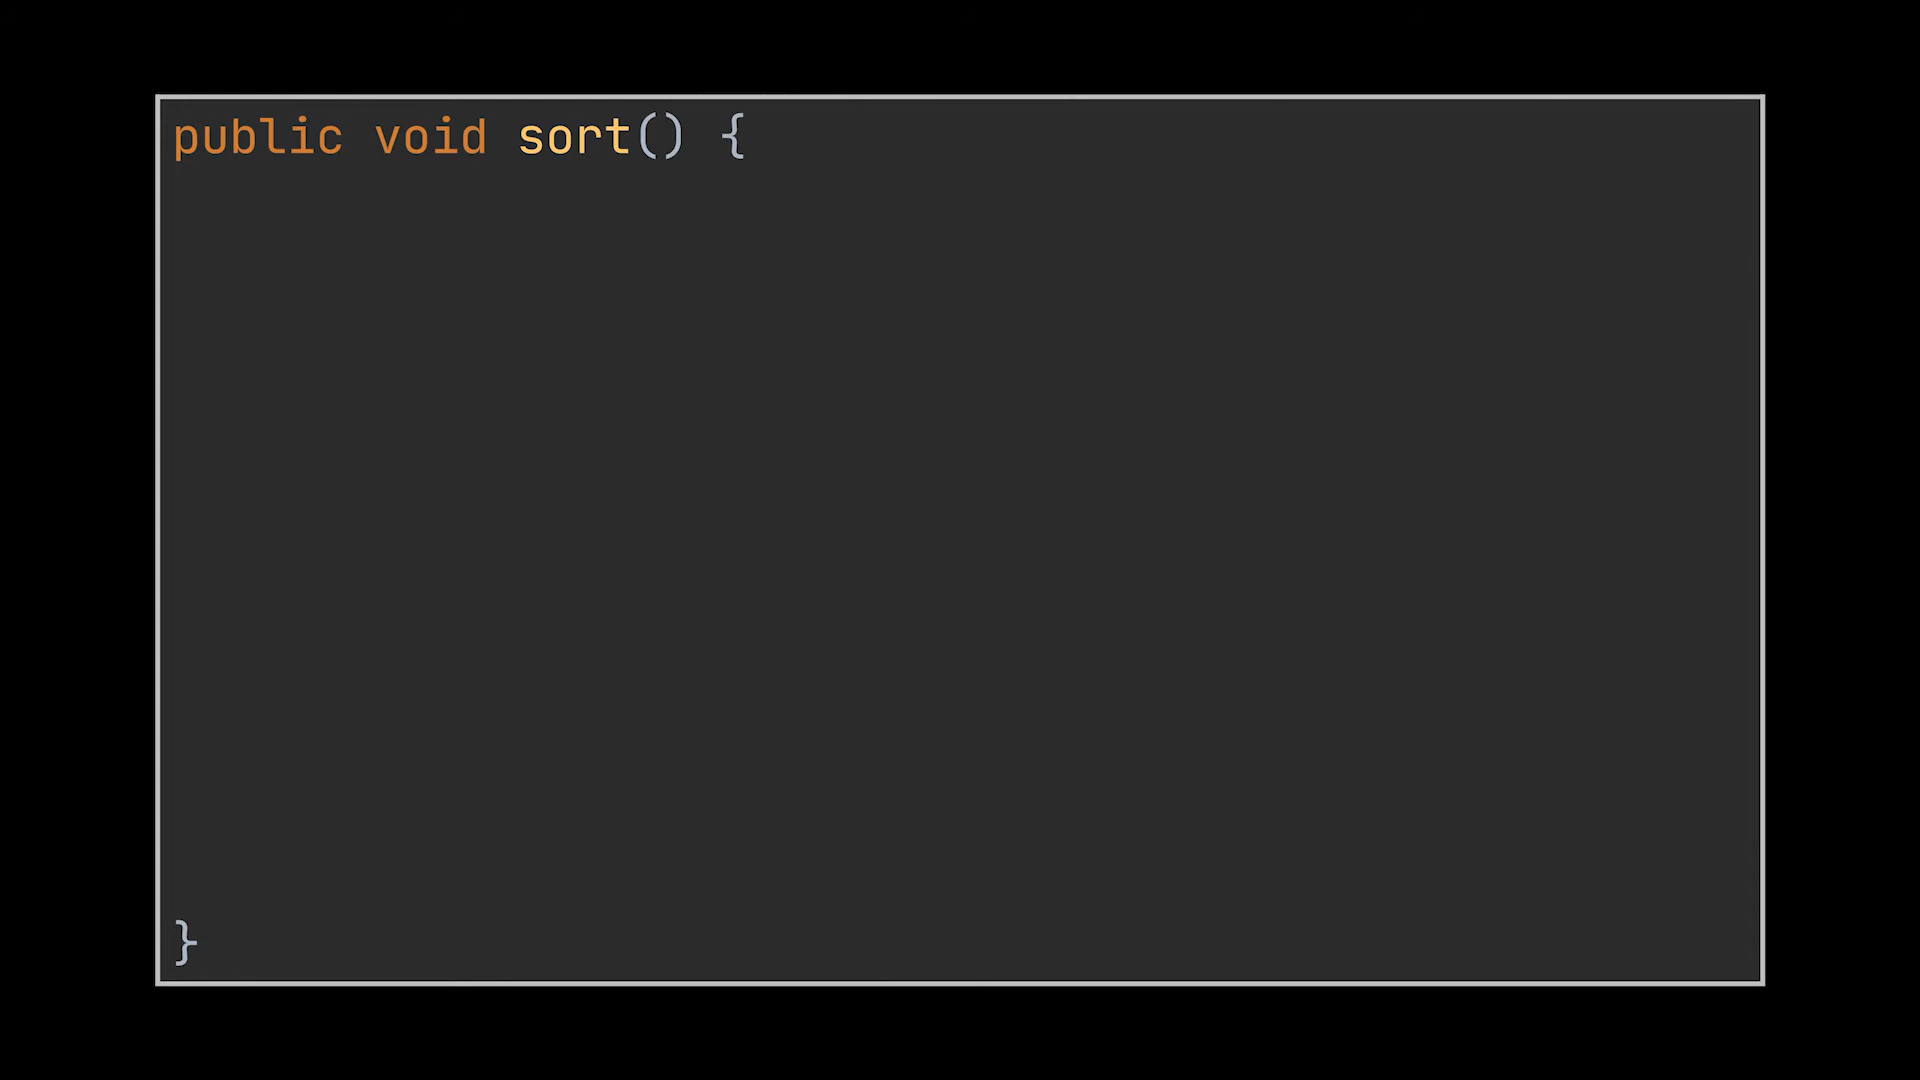 public void sort() {
}